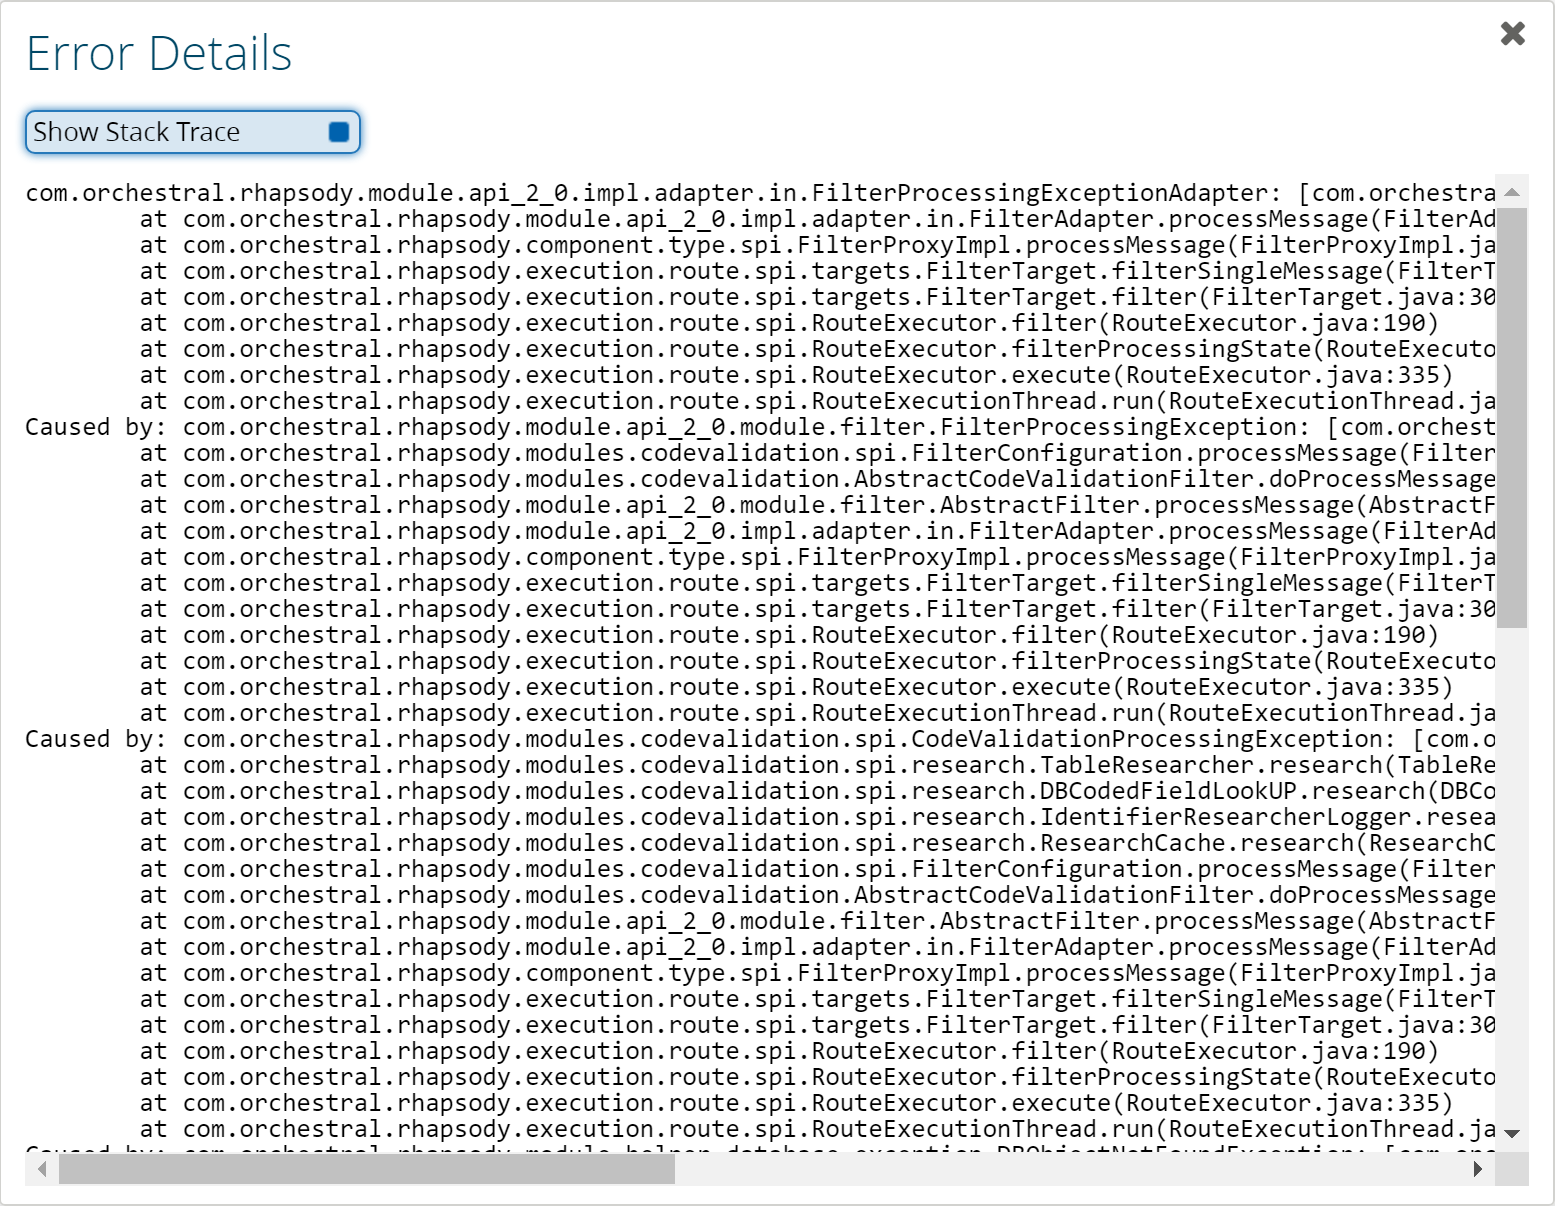 Error Details
Show Stack Trace
com.orchestral.rhapsody.module.api_2_0.impl.adapter.in.FilterProcessingExceptionAdapter: [com.orchestra
at com.orchestral.rhapsody.module.api_2_0.impl.adapter.in.FilterAdapter.processMessage(FilterAd
at com.orchestral.rhapsody.component.type.spi.FilterProxyImpl.processMessage(FilterProxyImpl.ja
at com.orchestral.rhapsody.execution.route.spi.targets.FilterTarget.filterSingleMessage(FilterT
at com.orchestral.rhapsody.execution.route.spi.targets.FilterTarget.filter(FilterTarget.java:30
at com.orchestral.rhapsody.execution.route.spi.RouteExecutor.filter(RouteExecutor.java:190)
at com.orchestral.rhapsody.execution.route.spi.RouteExecutor.filterProcessingState(RouteExecuto
at com.orchestral.rhapsody.execution.route.spi.RouteExecutor.execute(RouteExecutor.java:335)
at com.orchestral.rhapsody.execution.route.spi.RouteExecutionThread.run(RouteExecutionThread.ja
Caused by: com.orchestral.rhapsody.module.api_2_0.module.filter.FilterProcessingException: [com.orchest
at com.orchestral.rhapsody.modules.codevalidation.spi.FilterConfiguration.processMessage(Filter
at com.orchestral.rhapsody.modules.codevalidation.AbstractCodeValidationFilter.doProcessMessage
at com.orchestral.rhapsody.module.api_2_0.module.filter.AbstractFilter.processMessage(AbstractF
at com.orchestral.rhapsody.module.api_2_0.impl.adapter.in.FilterAdapter.processMessage(FilterAd
at com.orchestral.rhapsody.component.type.spi.FilterProxyImpl.processMessage(FilterProxyImpl.ja
at com.orchestral.rhapsody.execution.route.spi.targets.FilterTarget.filterSingleMessage(FilterT
at com.orchestral.rhapsody.execution.route.spi.targets.FilterTarget.filter(FilterTarget.java:30
at com.orchestral.rhapsody.execution.route.spi.RouteExecutor.filter(RouteExecutor.java:190)
at com.orchestral.rhapsody.execution.route.spi.RouteExecutor.filterProcessingState(RouteExecuto
at com.orchestral.rhapsody.execution.route.spi.RouteExecutor.execute(RouteExecutor.java:335)
at com.orchestral.rhapsody.execution.route.spi.RouteExecutionThread.run(RouteExecutionThread.ja
Caused by: com.orchestral.rhapsody.modules.codevalidation.spi.CodeValidationProcessingException: [com.o
at com.orchestral.rhapsody.modules.codevalidation.spi.research.TableResearcher.research(TableRe
at com.orchestral.rhapsody.modules.codevalidation.spi.research.DBCodedFieldLookUP.research(DBCo
at com.orchestral.rhapsody.modules.codevalidation.spi.research.IdentifierResearcherLogger.resea
at com.orchestral.rhapsody.modules.codevalidation.spi.research.ResearchCache.research(ResearchC
at com.orchestral.rhapsody.modules.codevalidation.spi.FilterConfiguration.processMessage(Filter
at com.orchestral.rhapsody.modules.codevalidation.AbstractCodeValidationFilter.doProcessMessage
at com.orchestral.rhapsody.module.api_2_0.module.filter.AbstractFilter.processMessage(AbstractF
at com.orchestral.rhapsody.module.api_2_0.impl.adapter.in.FilterAdapter.processMessage(FilterAd
at com.orchestral.rhapsody.component.type.spi.FilterProxyImpl.processMessage(FilterProxyImpl.ja
at com.orchestral.rhapsody.execution.route.spi.targets.FilterTarget.filterSingleMessage(FilterT
at com.orchestral.rhapsody.execution.route.spi.targets.FilterTarget.filter(FilterTarget.java:30
at com.orchestral.rhapsody.execution.route.spi.RouteExecutor.filter(RouteExecutor.java:190)
at com.orchestral.rhapsody.execution.route.spi.RouteExecutor.filterProcessingState(RouteExecuto
at com.orchestral.rhapsody.execution.route.spi.RouteExecutor.execute(RouteExecutor.java:335)
at com.orchestral.rhapsody.execution.route.spi.RouteExecutionThread.run(RouteExecutionThread.ja
Caused by: com.orchestral.rhapsody.module.helper.database.exception.DBObjectNotFoundException: [com.orc